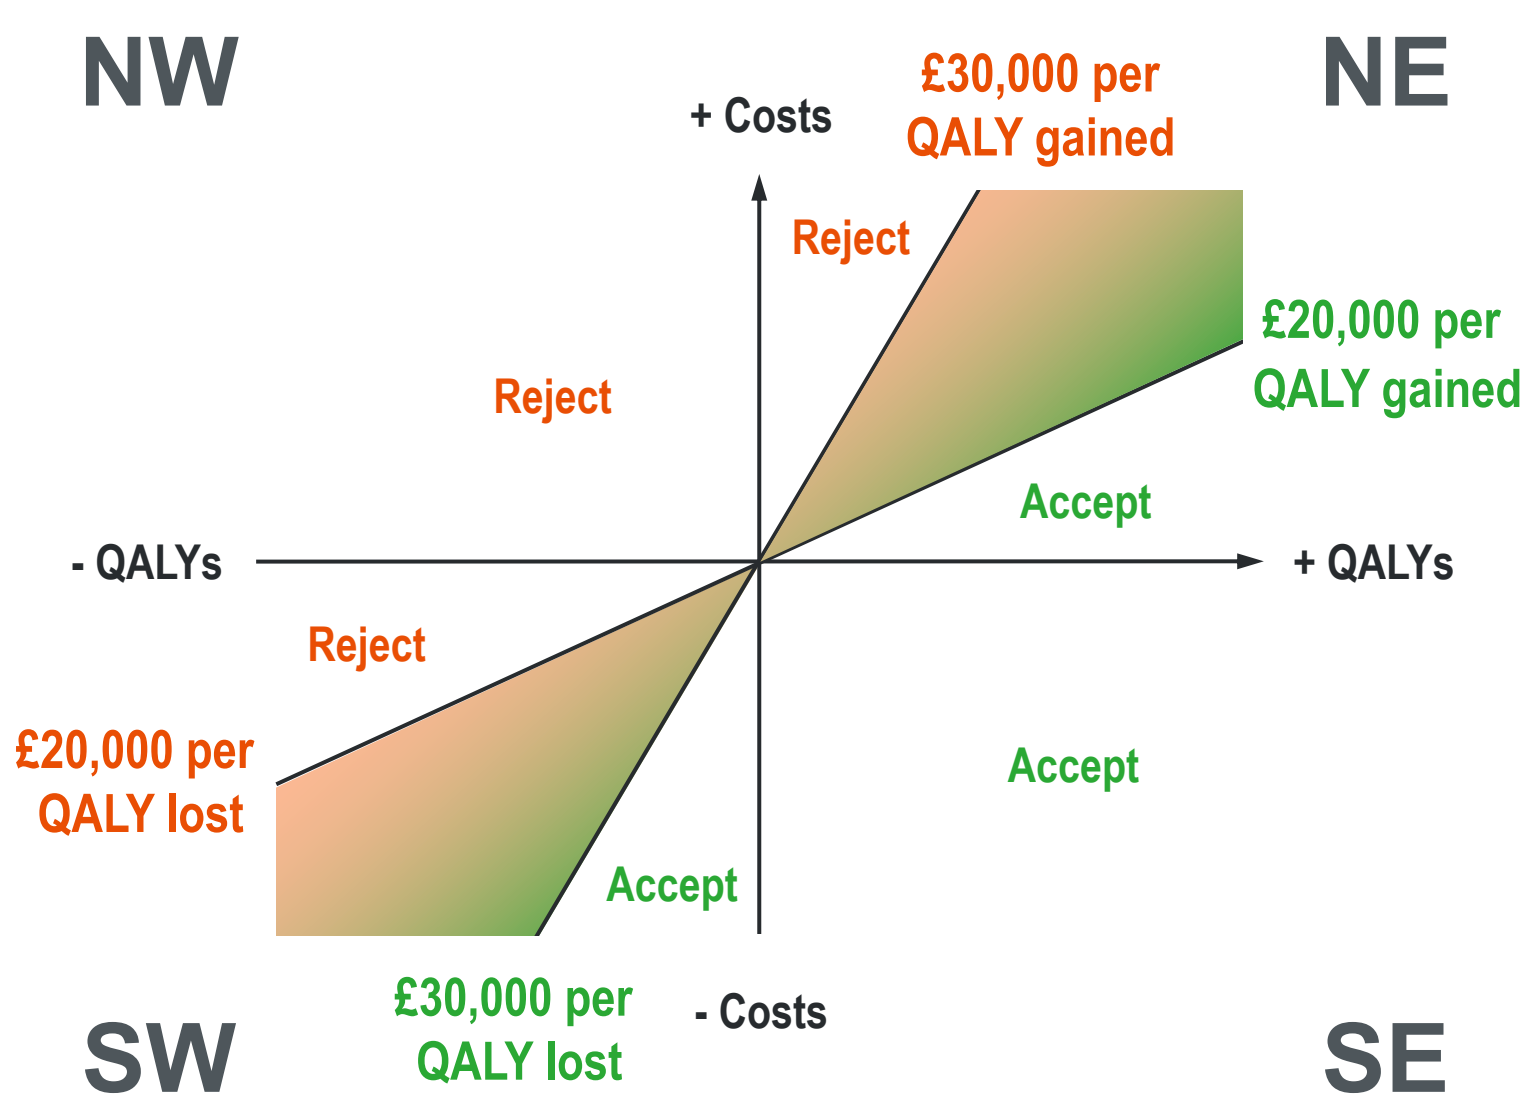 NW
£30,000 per
QALY gained
NE
+ Costs
Reject
£20,000 per
QALY gained
Reject
Accept
- QALYs
+ QALYs
Reject
£20,000 per
QALY lost
Accept
Accept
£30,000 per
QALY lost
- Costs
SW
SE